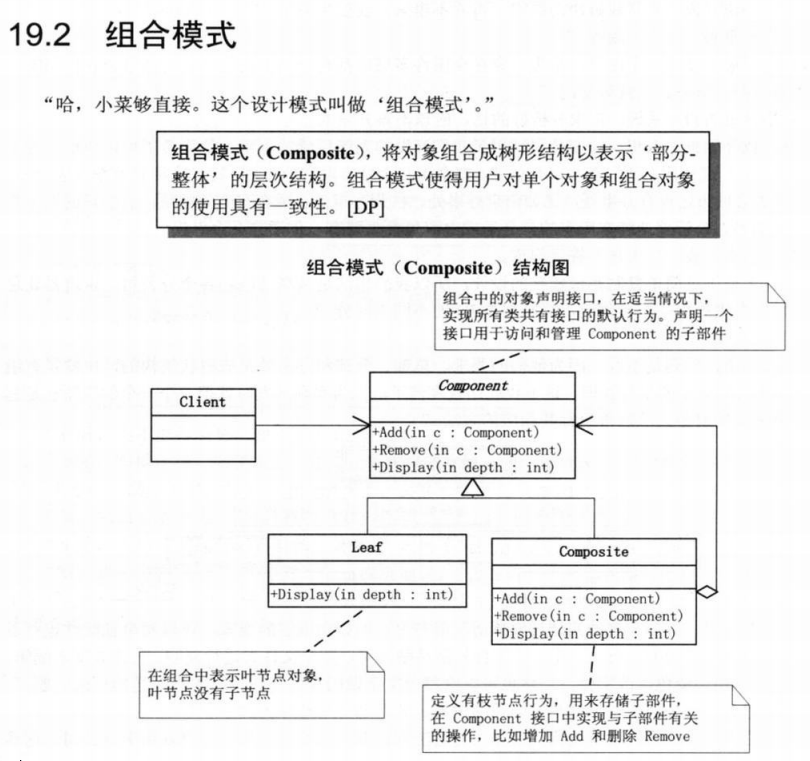 19.2 组合模式
“哈，小菜够直接。这个设计模式叫做‘组合模式’。”
组合模式（Composite），将对象组合成树形结构以表示‘部分-
整体’的层次结构。组合模式使得用户对单个对象和组合对象
的使用具有一致性。[DP]
组合模式（Composite）结构图
组合中的对象声明接口，在适当情况下，
实现所有类共有接口的默认行为。声明一个
接口用于访问和管理 Component 的子部件
Client
Component
+Add(in c : Component)
+Remove(in c : Component)
+Display(in depth : int)
Leaf
+Display(in depth : int)
Composite
+Add(in c : Component)
+Remove(in c : Component)
+Display(in depth : int)
在组合中表示叶节点对象，
叶节点没有子节点
定义有枝节点行为，用来存储子部件，
在 Component 接口中实现与子部件有关
的操作，比如增加 Add 和删除 Remove